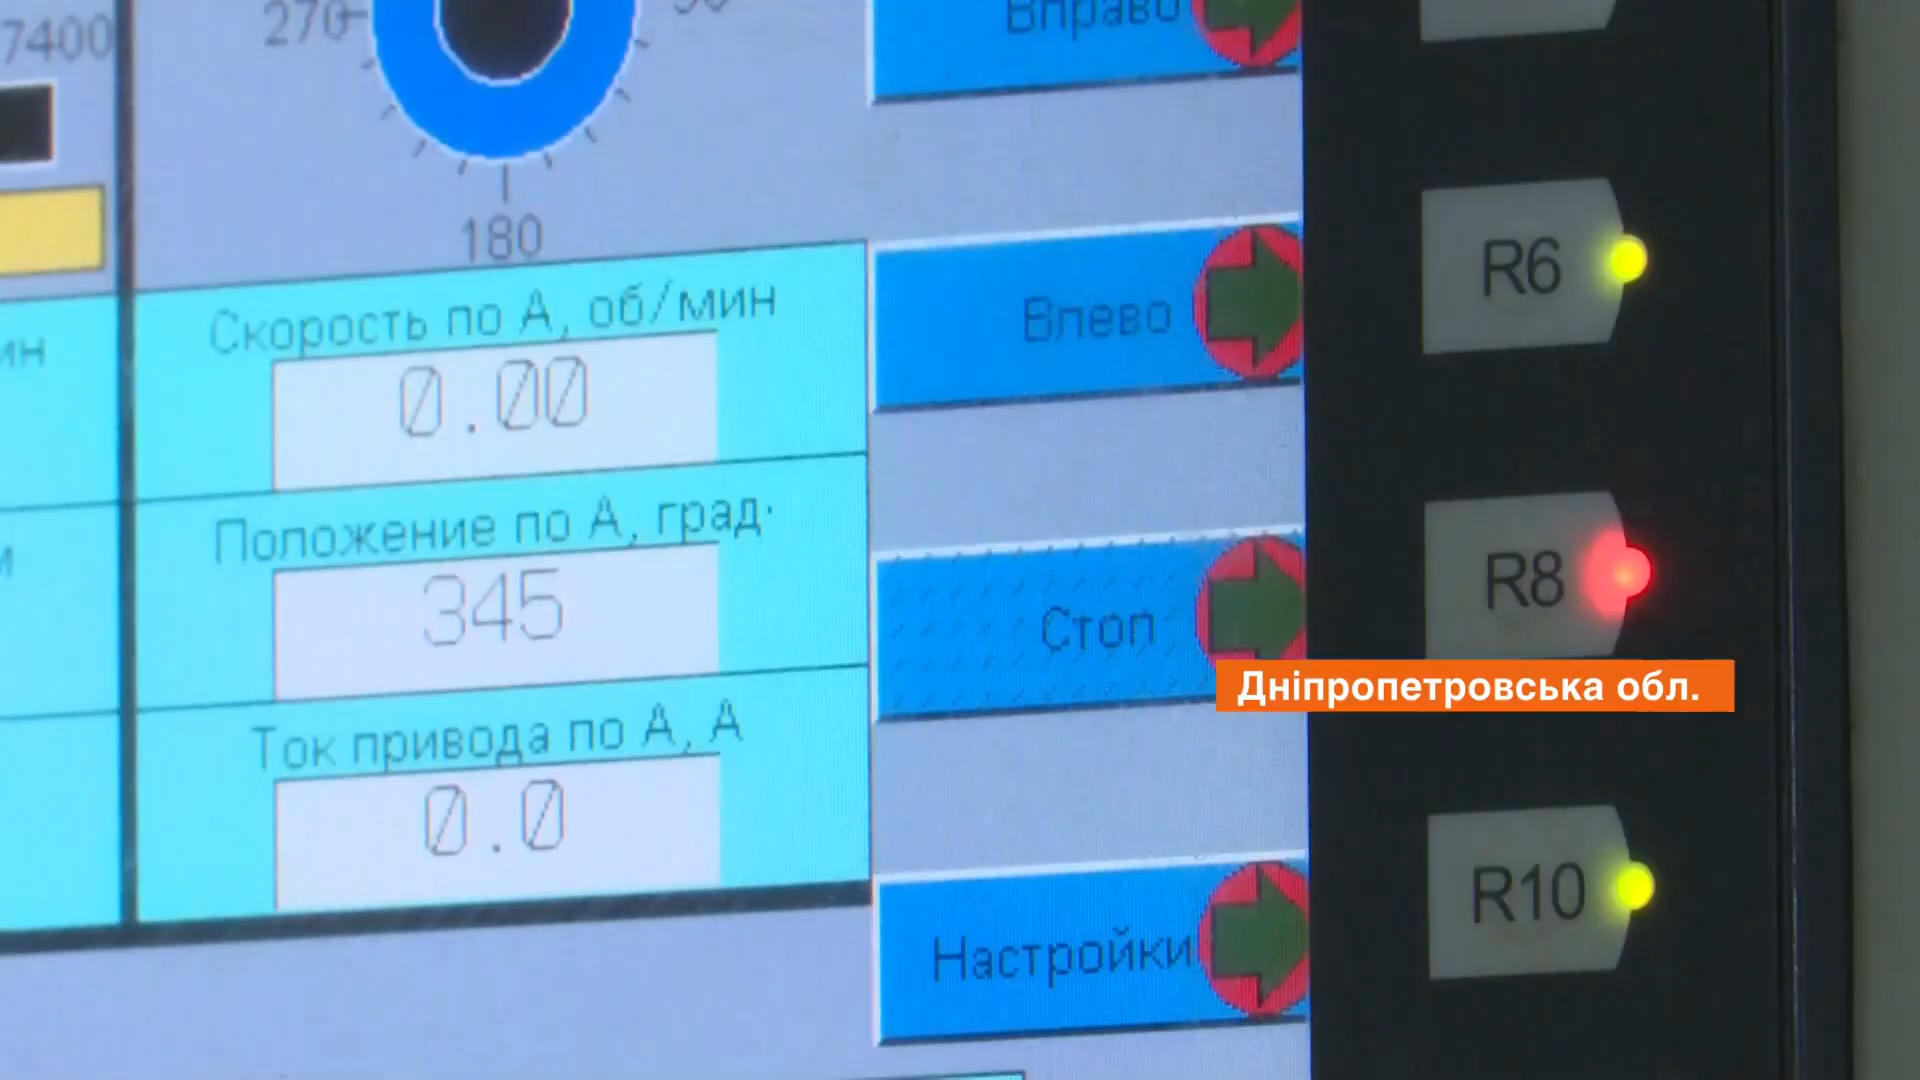 7400
270
180
Вправо
Скорость по A, об/мин
0.00
Влево
R6
Положение по A, град.
345
Стоп
R8
Дніпропетровська обл.
Ток привода по A, A
0.0
Настройки
R10